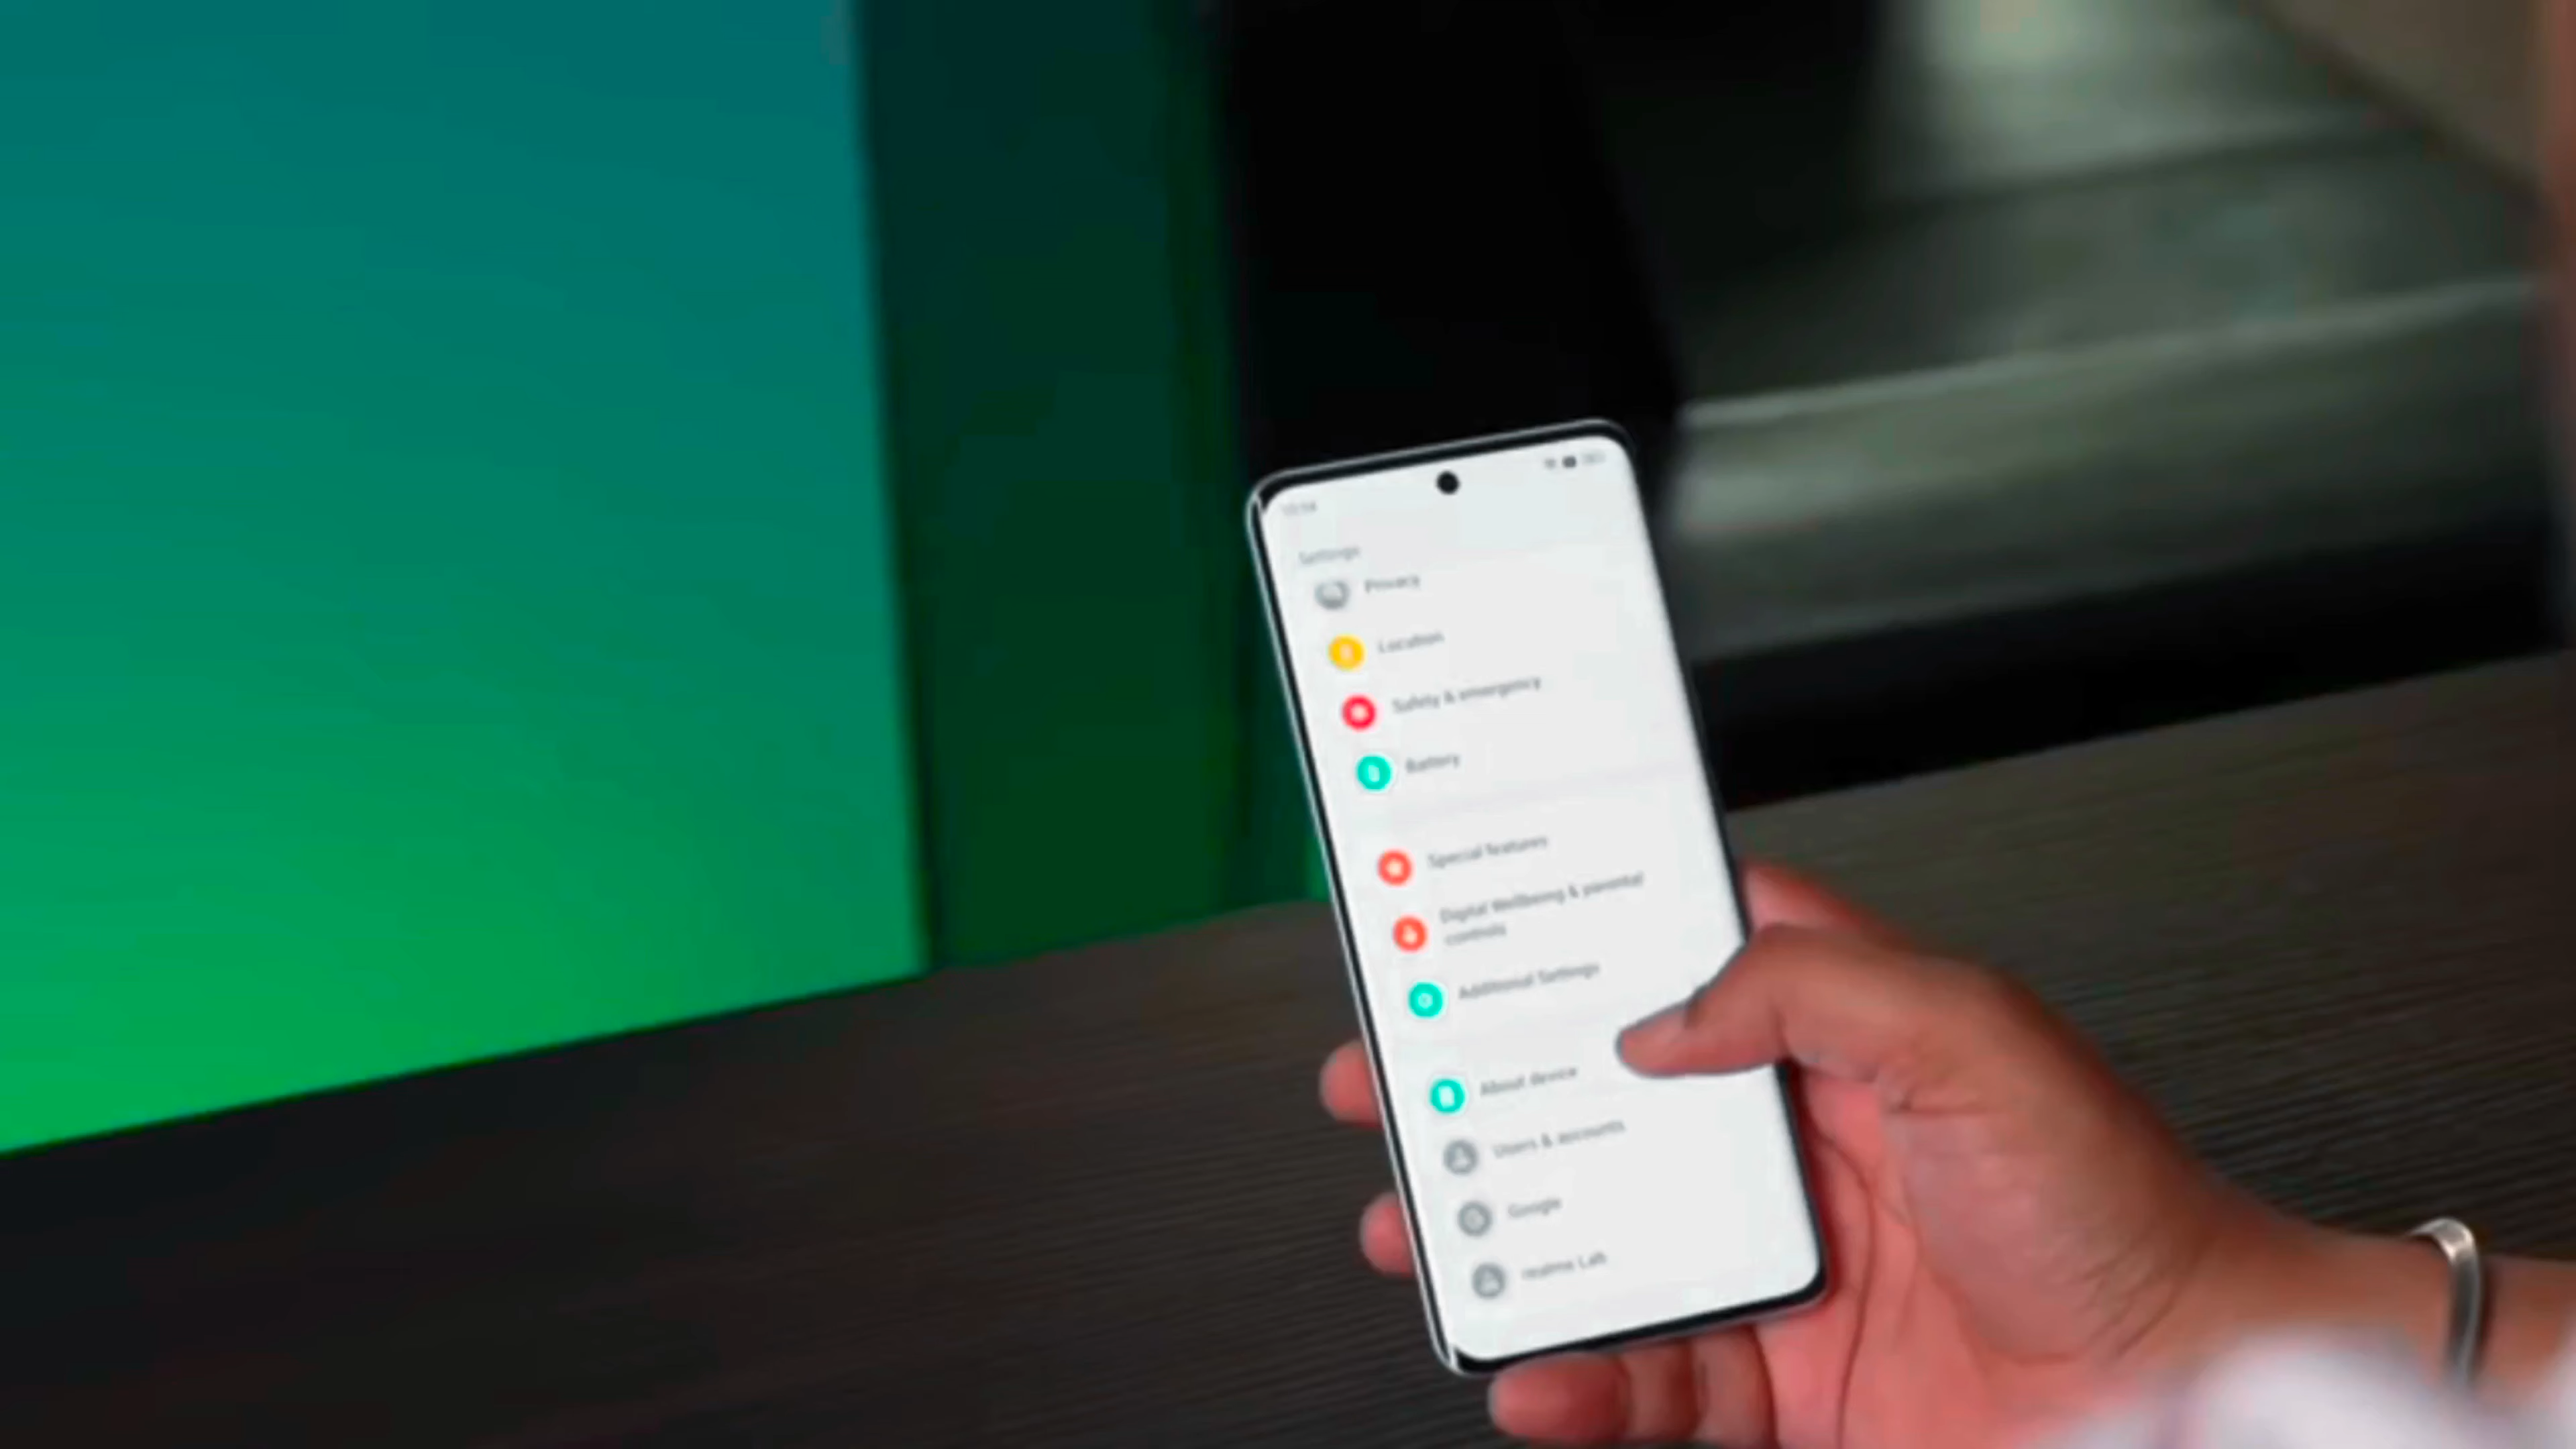 Settings
Privacy
Location
Safety & emergency
Battery
Special features
Digital Wellbeing & parental
controls
Additional Settings
About device
Users & accounts
Google
realme Lab